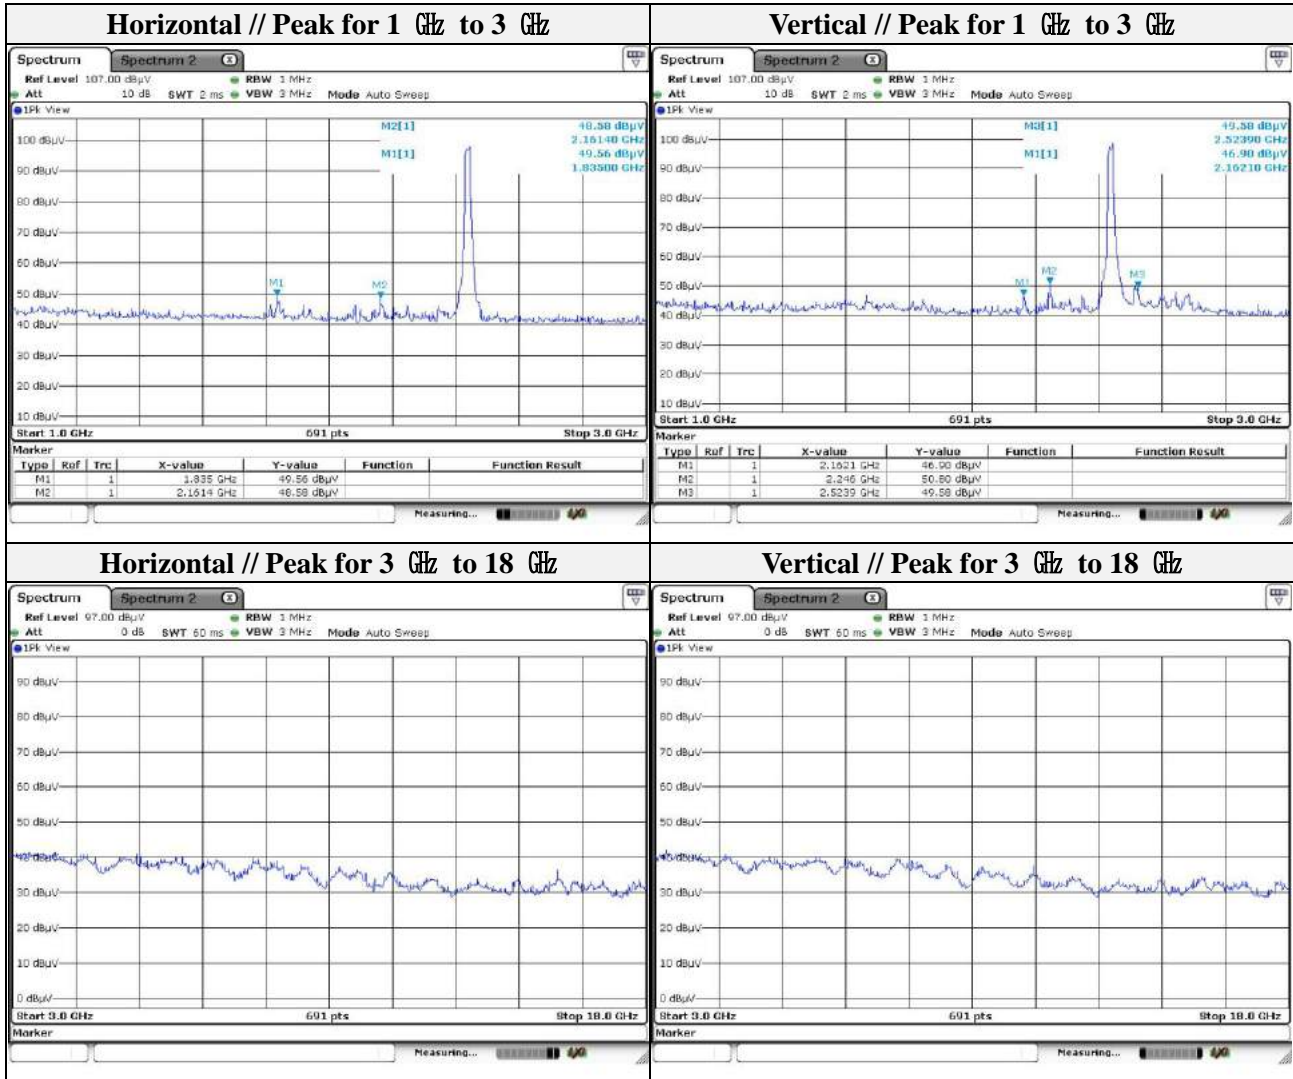 Horizontal // Peak for 1 ㎓ to 3 ㎓
Spectrum Spectrum 2 X
Ref Level 107.00 dBµV RBW 1 MHz
Att 10 dB SWT 2 ms VBW 3 MHz Mode Auto Sweep
1Pk View
M2[1] 48.58 dBµV
2.16140 GHz
M1[1] 49.56 dBµV
1.83500 GHz
100 dBµV
90 dBµV
80 dBµV
70 dBµV
60 dBµV
50 dBµV
40 dBµV
30 dBµV
20 dBµV
10 dBµV
M1
M2
Start 1.0 GHz 691 pts Stop 3.0 GHz
Marker
Type Ref Trc X-value Y-value Function Function Result
M1 1 1.835 GHz 49.56 dBµV
M2 1 2.1614 GHz 48.58 dBµV
Measuring...
Vertical // Peak for 1 ㎓ to 3 ㎓
Spectrum Spectrum 2 X
Ref Level 107.00 dBµV RBW 1 MHz
Att 10 dB SWT 2 ms VBW 3 MHz Mode Auto Sweep
1Pk View
M3[1] 49.58 dBµV
2.52390 GHz
M1[1] 46.90 dBµV
2.16210 GHz
100 dBµV
90 dBµV
80 dBµV
70 dBµV
60 dBµV
50 dBµV
40 dBµV
30 dBµV
20 dBµV
10 dBµV
M1
M2
M3
Start 1.0 GHz 691 pts Stop 3.0 GHz
Marker
Type Ref Trc X-value Y-value Function Function Result
M1 1 2.1621 GHz 46.90 dBµV
M2 1 2.246 GHz 50.80 dBµV
M3 1 2.5239 GHz 49.58 dBµV
Measuring...
Horizontal // Peak for 3 ㎓ to 18 ㎓
Spectrum Spectrum 2 X
Ref Level 97.00 dBµV RBW 1 MHz
Att 0 dB SWT 60 ms VBW 3 MHz Mode Auto Sweep
1Pk View
90 dBµV
80 dBµV
70 dBµV
60 dBµV
50 dBµV
40 dBµV
30 dBµV
20 dBµV
10 dBµV
0 dBµV
Start 3.0 GHz 691 pts Stop 18.0 GHz
Marker
Measuring...
Vertical // Peak for 3 ㎓ to 18 ㎓
Spectrum Spectrum 2 X
Ref Level 97.00 dBµV RBW 1 MHz
Att 0 dB SWT 60 ms VBW 3 MHz Mode Auto Sweep
1Pk View
90 dBµV
80 dBµV
70 dBµV
60 dBµV
50 dBµV
40 dBµV
30 dBµV
20 dBµV
10 dBµV
0 dBµV
Start 3.0 GHz 691 pts Stop 18.0 GHz
Marker
Measuring...